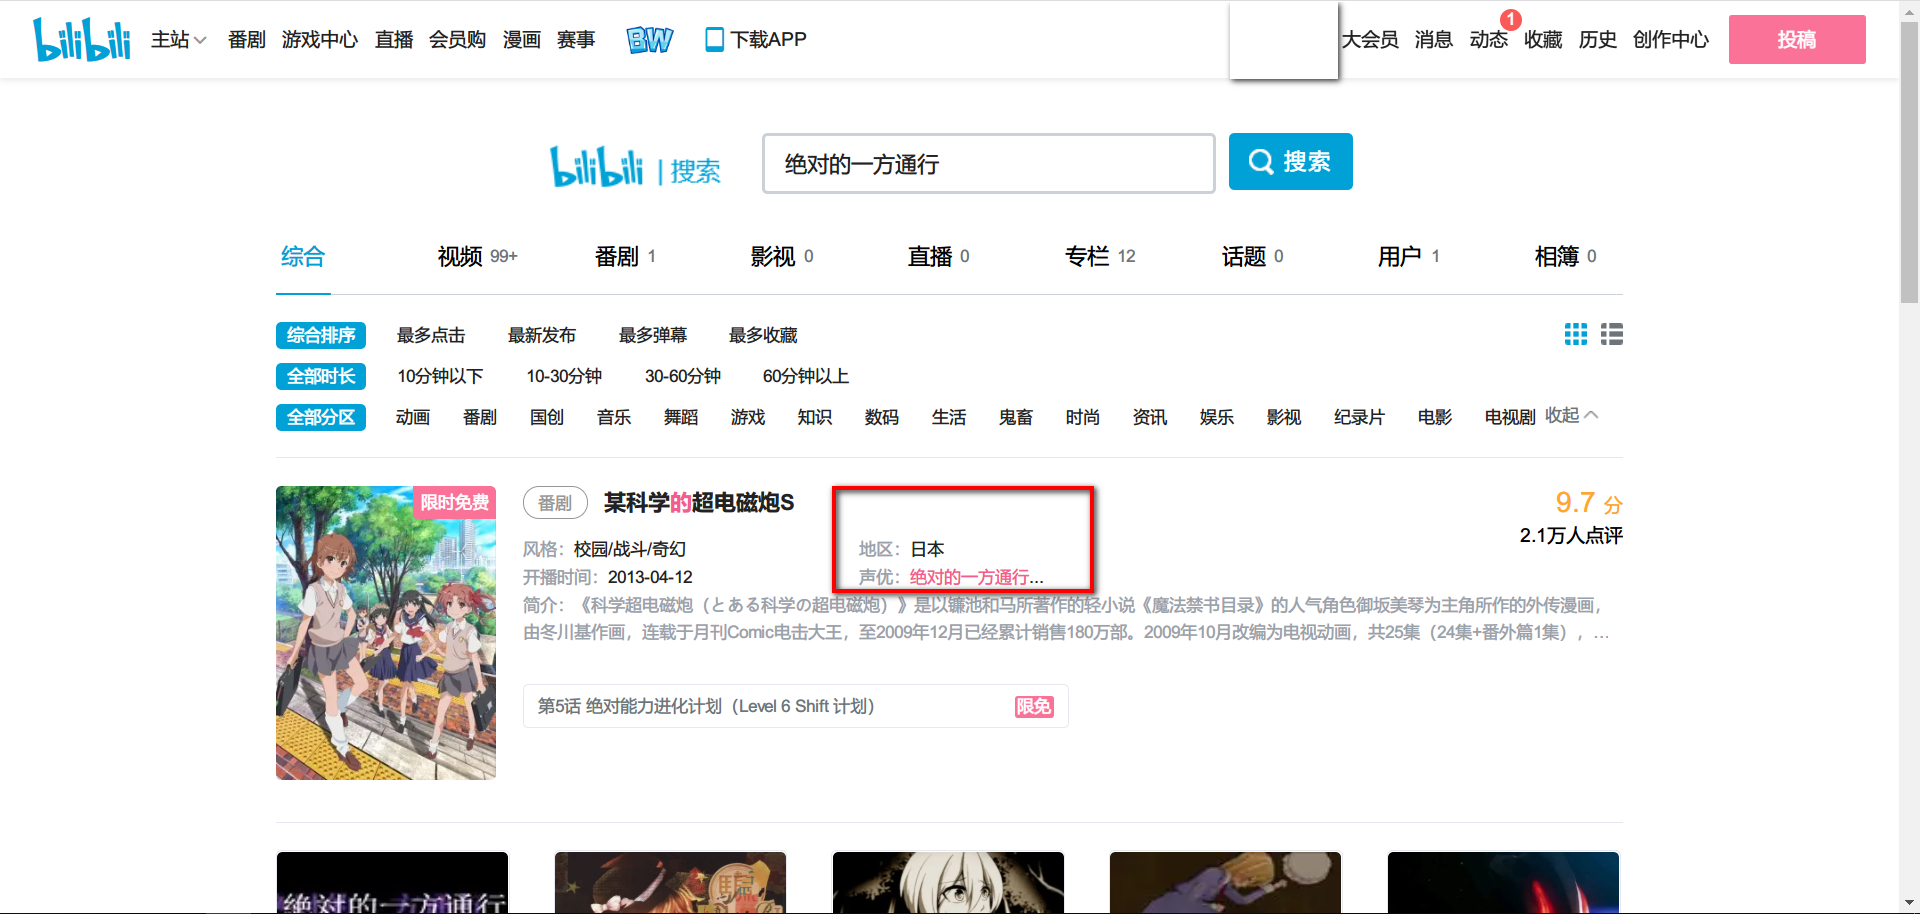 bilibili 主站 番剧 游戏中心 直播 会员购 漫画 赛事 BW 下载APP 大会员 消息 动态 1 收藏 历史 创作中心 投稿
bilibili | 搜索 绝对的一方通行 搜索
综合 视频 99+ 番剧 1 影视 0 直播 0 专栏 12 话题 0 用户 1 相簿 0
综合排序 最多点击 最新发布 最多弹幕 最多收藏
全部时长 10分钟以下 10-30分钟 30-60分钟 60分钟以上
全部分区 动画 番剧 国创 音乐 舞蹈 游戏 知识 数码 生活 鬼畜 时尚 资讯 娱乐 影视 纪录片 电影 电视剧 收起
限时免费 番剧 某科学的超电磁炮S 9.7 分
2.1万人点评
风格：校园/战斗/奇幻 地区：日本
开播时间：2013-04-12 声优：绝对的一方通行...
简介：《科学超电磁炮（とある科学の超电磁炮）》是以镰池和马所著作的轻小说《魔法禁书目录》的人气角色御坂美琴为主角所作的外传漫画，
由冬川基作画，连载于月刊Comic电击大王，至2009年12月已经累计销售180万部。2009年10月改编为电视动画，共25集（24集+番外篇1集），...
第5话 绝对能力进化计划（Level 6 Shift 计划） 限免
绝对的一方通行